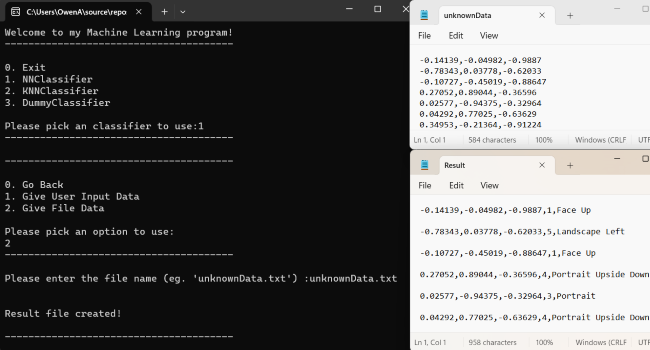 C:\Users\OwenA\source\repo
Welcome to my Machine Learning program!
---------------------------------------
0. Exit
1. NNClassifier
2. KNNClassifier
3. DummyClassifier
Please pick an classifier to use:1
---------------------------------------
---------------------------------------
0. Go Back
1. Give User Input Data
2. Give File Data
Please pick an option to use:
2
---------------------------------------
Please enter the file name (eg. 'unknownData.txt') :unknownData.txt
Result file created!
---------------------------------------
unknownData
File Edit View
-0.14139,-0.04982,-0.9887
-0.78343,0.03778,-0.62033
-0.10727,-0.45019,-0.88647
0.27052,0.89044,-0.36596
0.02577,-0.94375,-0.32964
0.04292,0.77025,-0.63629
0.34953,-0.21364,-0.91224
Ln 1, Col 1 584 characters 100% Windows (CRLF UTF
Result
File Edit View
-0.14139,-0.04982,-0.9887,1,Face Up
-0.78343,0.03778,-0.62033,5,Landscape Left
-0.10727,-0.45019,-0.88647,1,Face Up
0.27052,0.89044,-0.36596,4,Portrait Upside Down
0.02577,-0.94375,-0.32964,3,Portrait
0.04292,0.77025,-0.63629,4,Portrait Upside Down
Ln 1, Col 1 958 characters 100% Windows (CRLF UTF